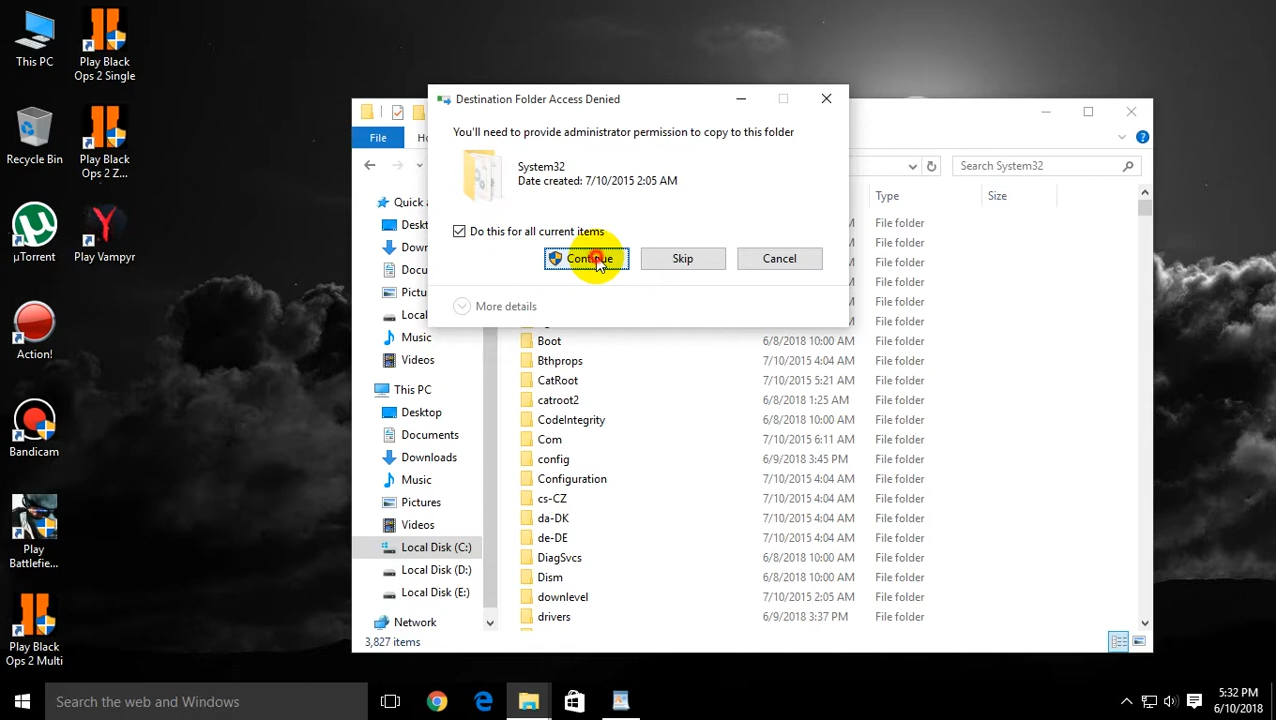 This PC
Play Black
Ops 2 Single
Recycle Bin
Play Black
Ops 2 Z...
µTorrent
Play Vampyr
Action!
Bandicam
Play
Battlefie...
Play Black
Ops 2 Multi
Destination Folder Access Denied
You'll need to provide administrator permission to copy to this folder
System32
Date created: 7/10/2015 2:05 AM
Do this for all current items
Continue
Skip
Cancel
More details
File
Search System32
Type
Size
Quick
Music
Videos
This PC
Desktop
Documents
Downloads
Music
Pictures
Videos
Local Disk (C:)
Local Disk (D:)
Local Disk (E:)
Network
File folder
File folder
File folder
File folder
File folder
File folder
Boot 6/8/2018 10:00 AM File folder
Bthprops 7/10/2015 4:04 AM File folder
CatRoot 7/10/2015 5:21 AM File folder
catroot2 6/8/2018 1:25 AM File folder
CodeIntegrity 6/8/2018 10:00 AM File folder
Com 7/10/2015 6:11 AM File folder
config 6/9/2018 3:45 PM File folder
Configuration 7/10/2015 4:04 AM File folder
cs-CZ 7/10/2015 4:04 AM File folder
da-DK 7/10/2015 4:04 AM File folder
de-DE 7/10/2015 4:04 AM File folder
DiagSvcs 6/8/2018 10:00 AM File folder
Dism 6/8/2018 10:00 AM File folder
downlevel 7/10/2015 2:05 AM File folder
drivers 6/9/2018 3:37 PM File folder
3,827 items
Search the web and Windows
5:32 PM
6/10/2018